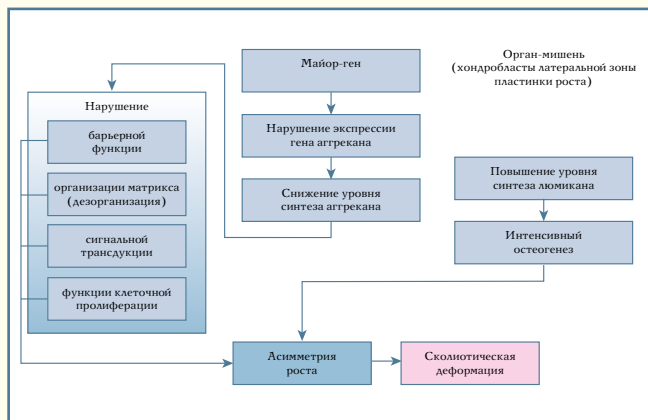 Майор-ген
Орган-мишень
(хондробласты латеральной зоны
пластинки роста)
Нарушение
барьерной
функции
организации матрикса
(дезорганизация)
сигнальной
трансдукции
функции клеточной
пролиферации
Нарушение экспрессии
гена аггрекана
Снижение уровня
синтеза аггрекана
Повышение уровня
синтеза люмикана
Интенсивный
остеогенез
Асимметрия
роста
Сколиотическая
деформация